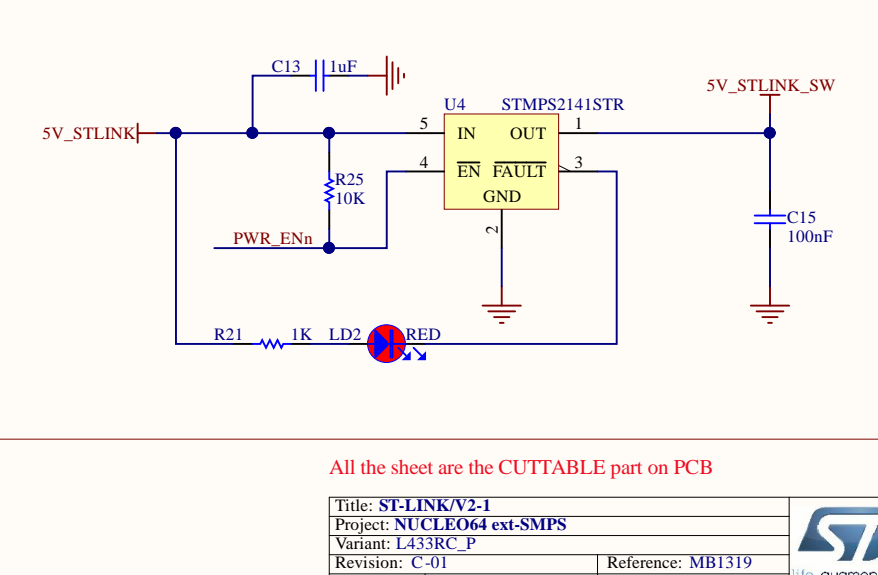 C13 1uF
U4 STMPS2141STR
5V_STLINK_SW
5V_STLINK
5 IN OUT 1
4 EN FAULT 3
GND
2
R25
10K
PWR_ENn
C15
100nF
R21 1K LD2 RED
All the sheet are the CUTTABLE part on PCB
Title: ST-LINK/V2-1
Project: NUCLEO64 ext-SMPS
Variant: L433RC_P
Revision: C-01 Reference: MB1319
ST